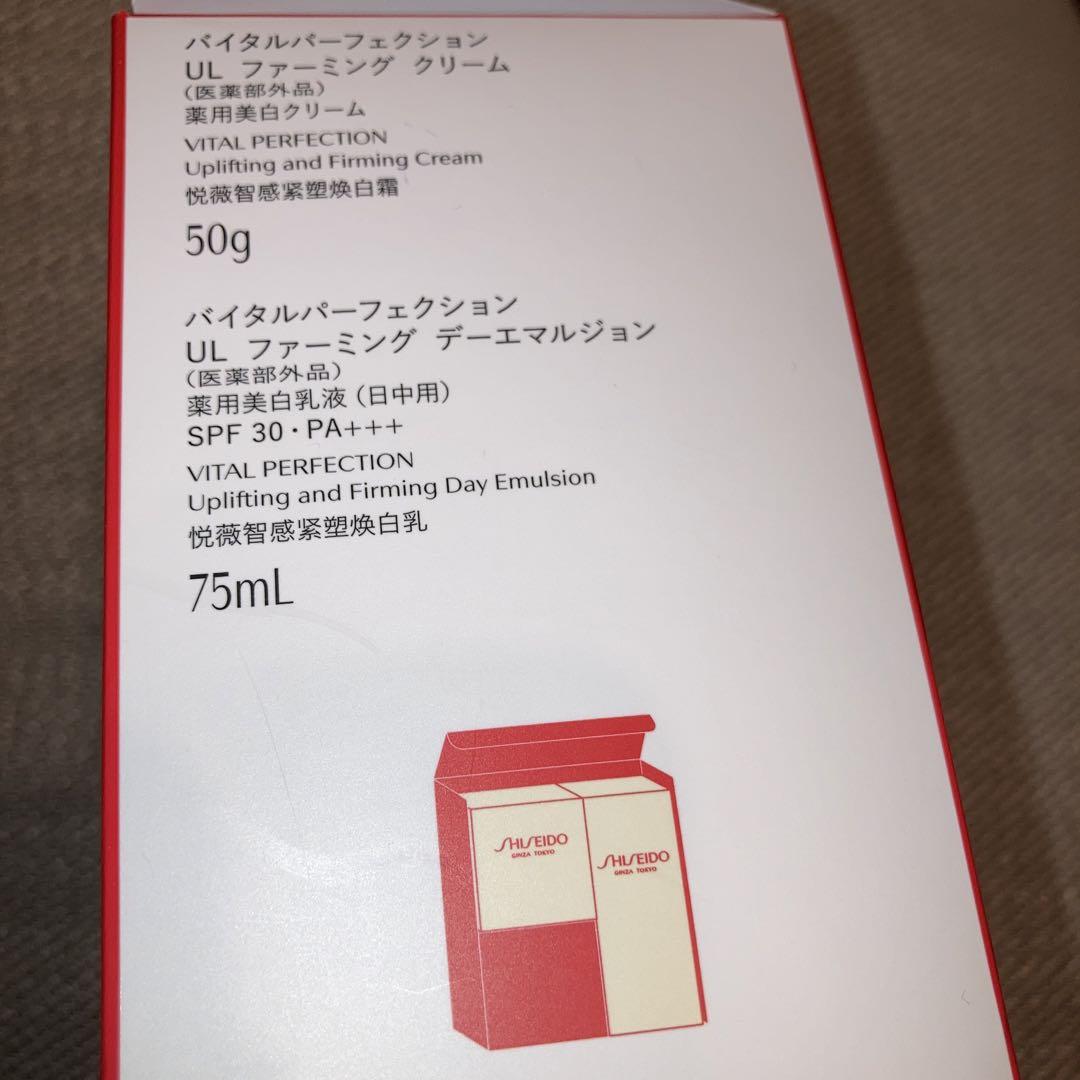 バイタルパーフェクション
UL ファーミング クリーム
（医薬部外品）
薬用美白クリーム
VITAL PERFECTION
Uplifting and Firming Cream
悦薇智感紧塑焕白霜
50g
バイタルパーフェクション
UL ファーミング デーエマルジョン
（医薬部外品）
薬用美白乳液（日中用）
SPF 30・PA+++
VITAL PERFECTION
Uplifting and Firming Day Emulsion
悦薇智感紧塑焕白乳
75mL
SHISEIDO
GINZA TOKYO
SHISEIDO
GINZA TOKYO